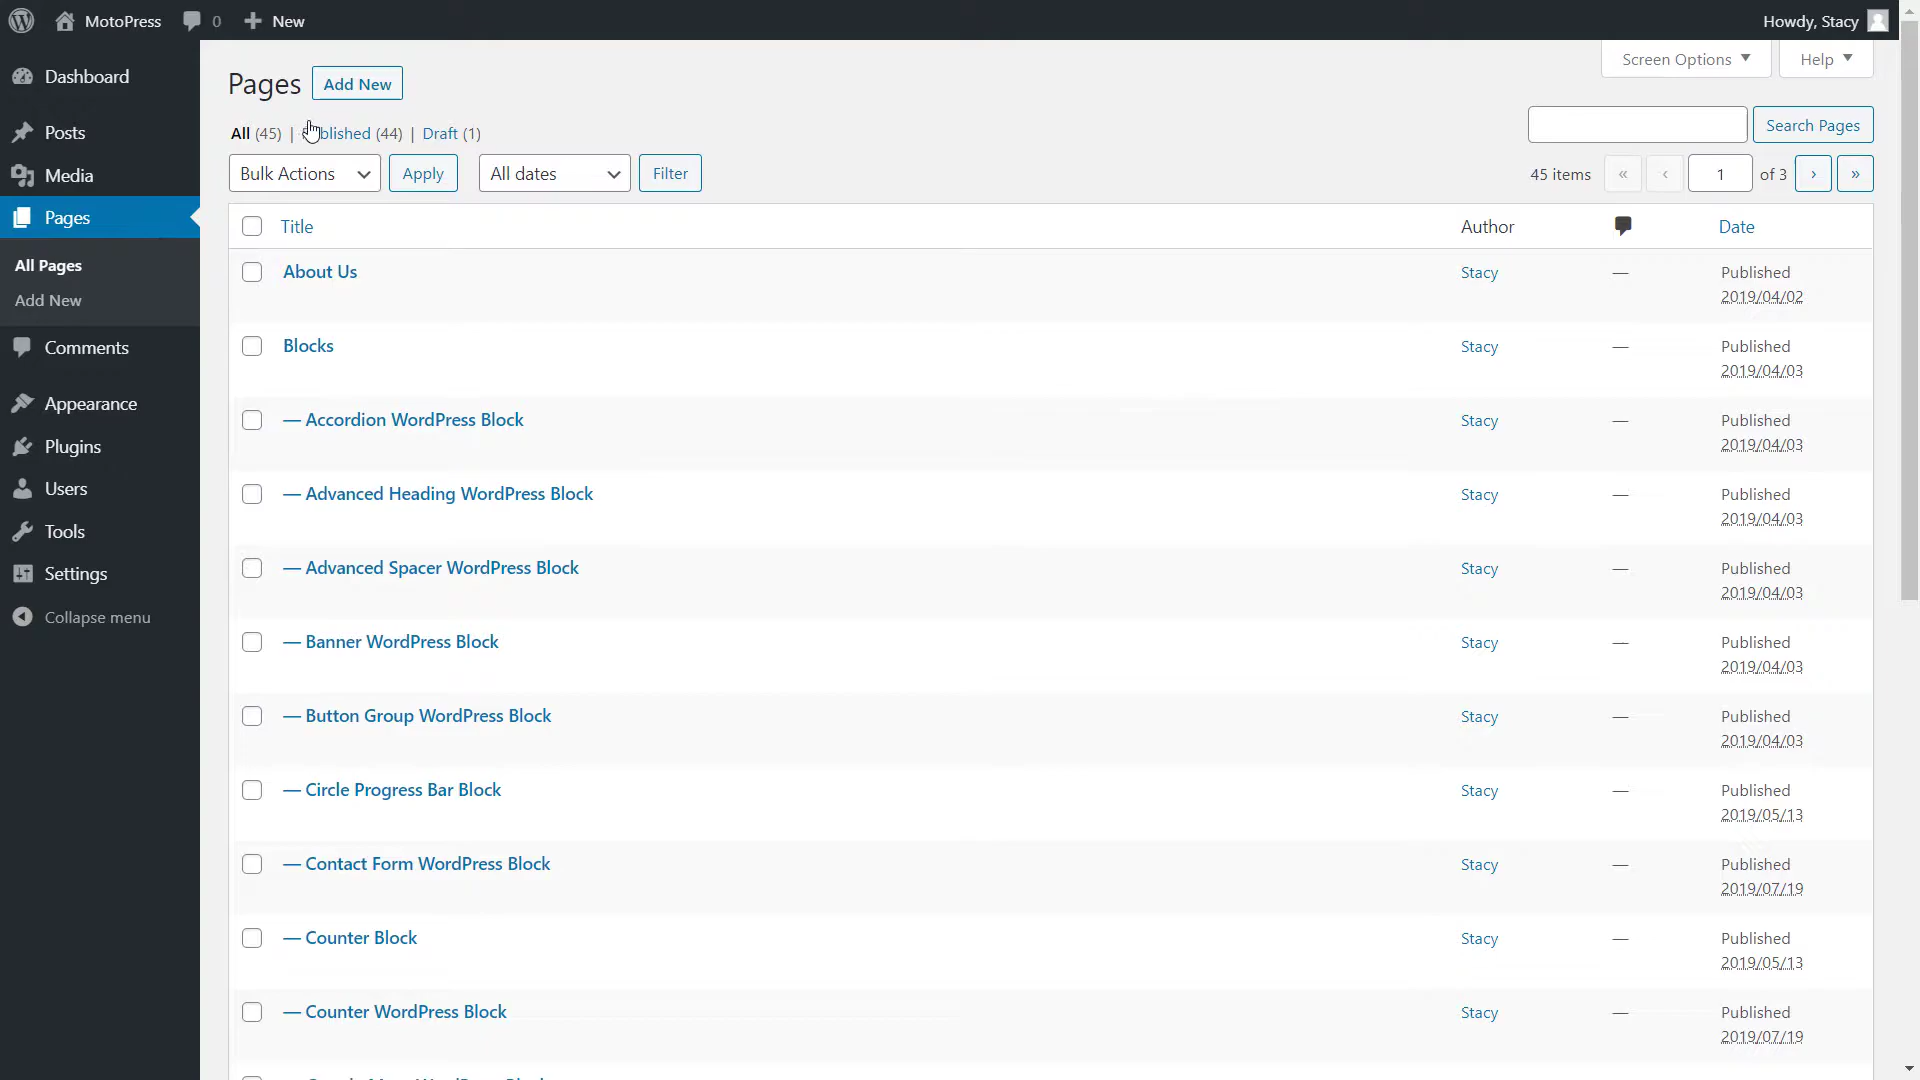 MotoPress 0 New Howdy, Stacy
Dashboard
Posts
Media
Pages
All Pages
Add New
Comments
Appearance
Plugins
Users
Tools
Settings
Collapse menu
Screen Options Help
Pages Add New
All (45) | (44) | Draft (1)
Search Pages
Bulk Actions Apply All dates Filter
45 items « ‹ 1 of 3 › »
Title Author Date
About Us Stacy — Published
2019/04/02
Blocks Stacy — Published
2019/04/03
— Accordion WordPress Block Stacy — Published
2019/04/03
— Advanced Heading WordPress Block Stacy — Published
2019/04/03
— Advanced Spacer WordPress Block Stacy — Published
2019/04/03
— Banner WordPress Block Stacy — Published
2019/04/03
— Button Group WordPress Block Stacy — Published
2019/04/03
— Circle Progress Bar Block Stacy — Published
2019/05/13
— Contact Form WordPress Block Stacy — Published
2019/07/19
— Counter Block Stacy — Published
2019/05/13
— Counter WordPress Block Stacy — Published
2019/07/19